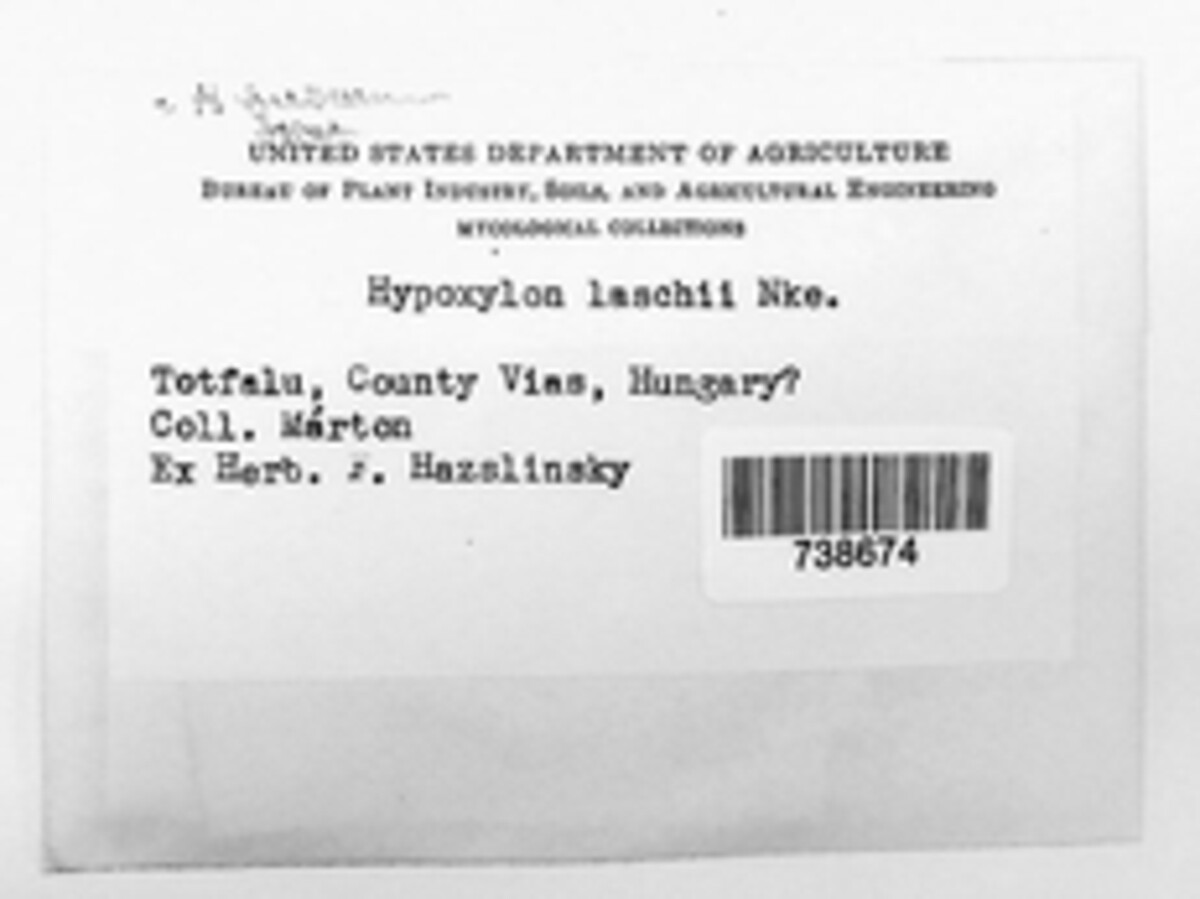 UNITED STATES DEPARTMENT OF AGRICULTURE
BUREAU OF PLANT INDUSTRY, SOILS, AND AGRICULTURAL ENGINEERING
MYCOLOGICAL COLLECTIONS
Hypoxylon laschii Nke.
Totfalu, County Vias, Hungary?
Coll. Márton
Ex Herb. F. Hazslinsky
738674